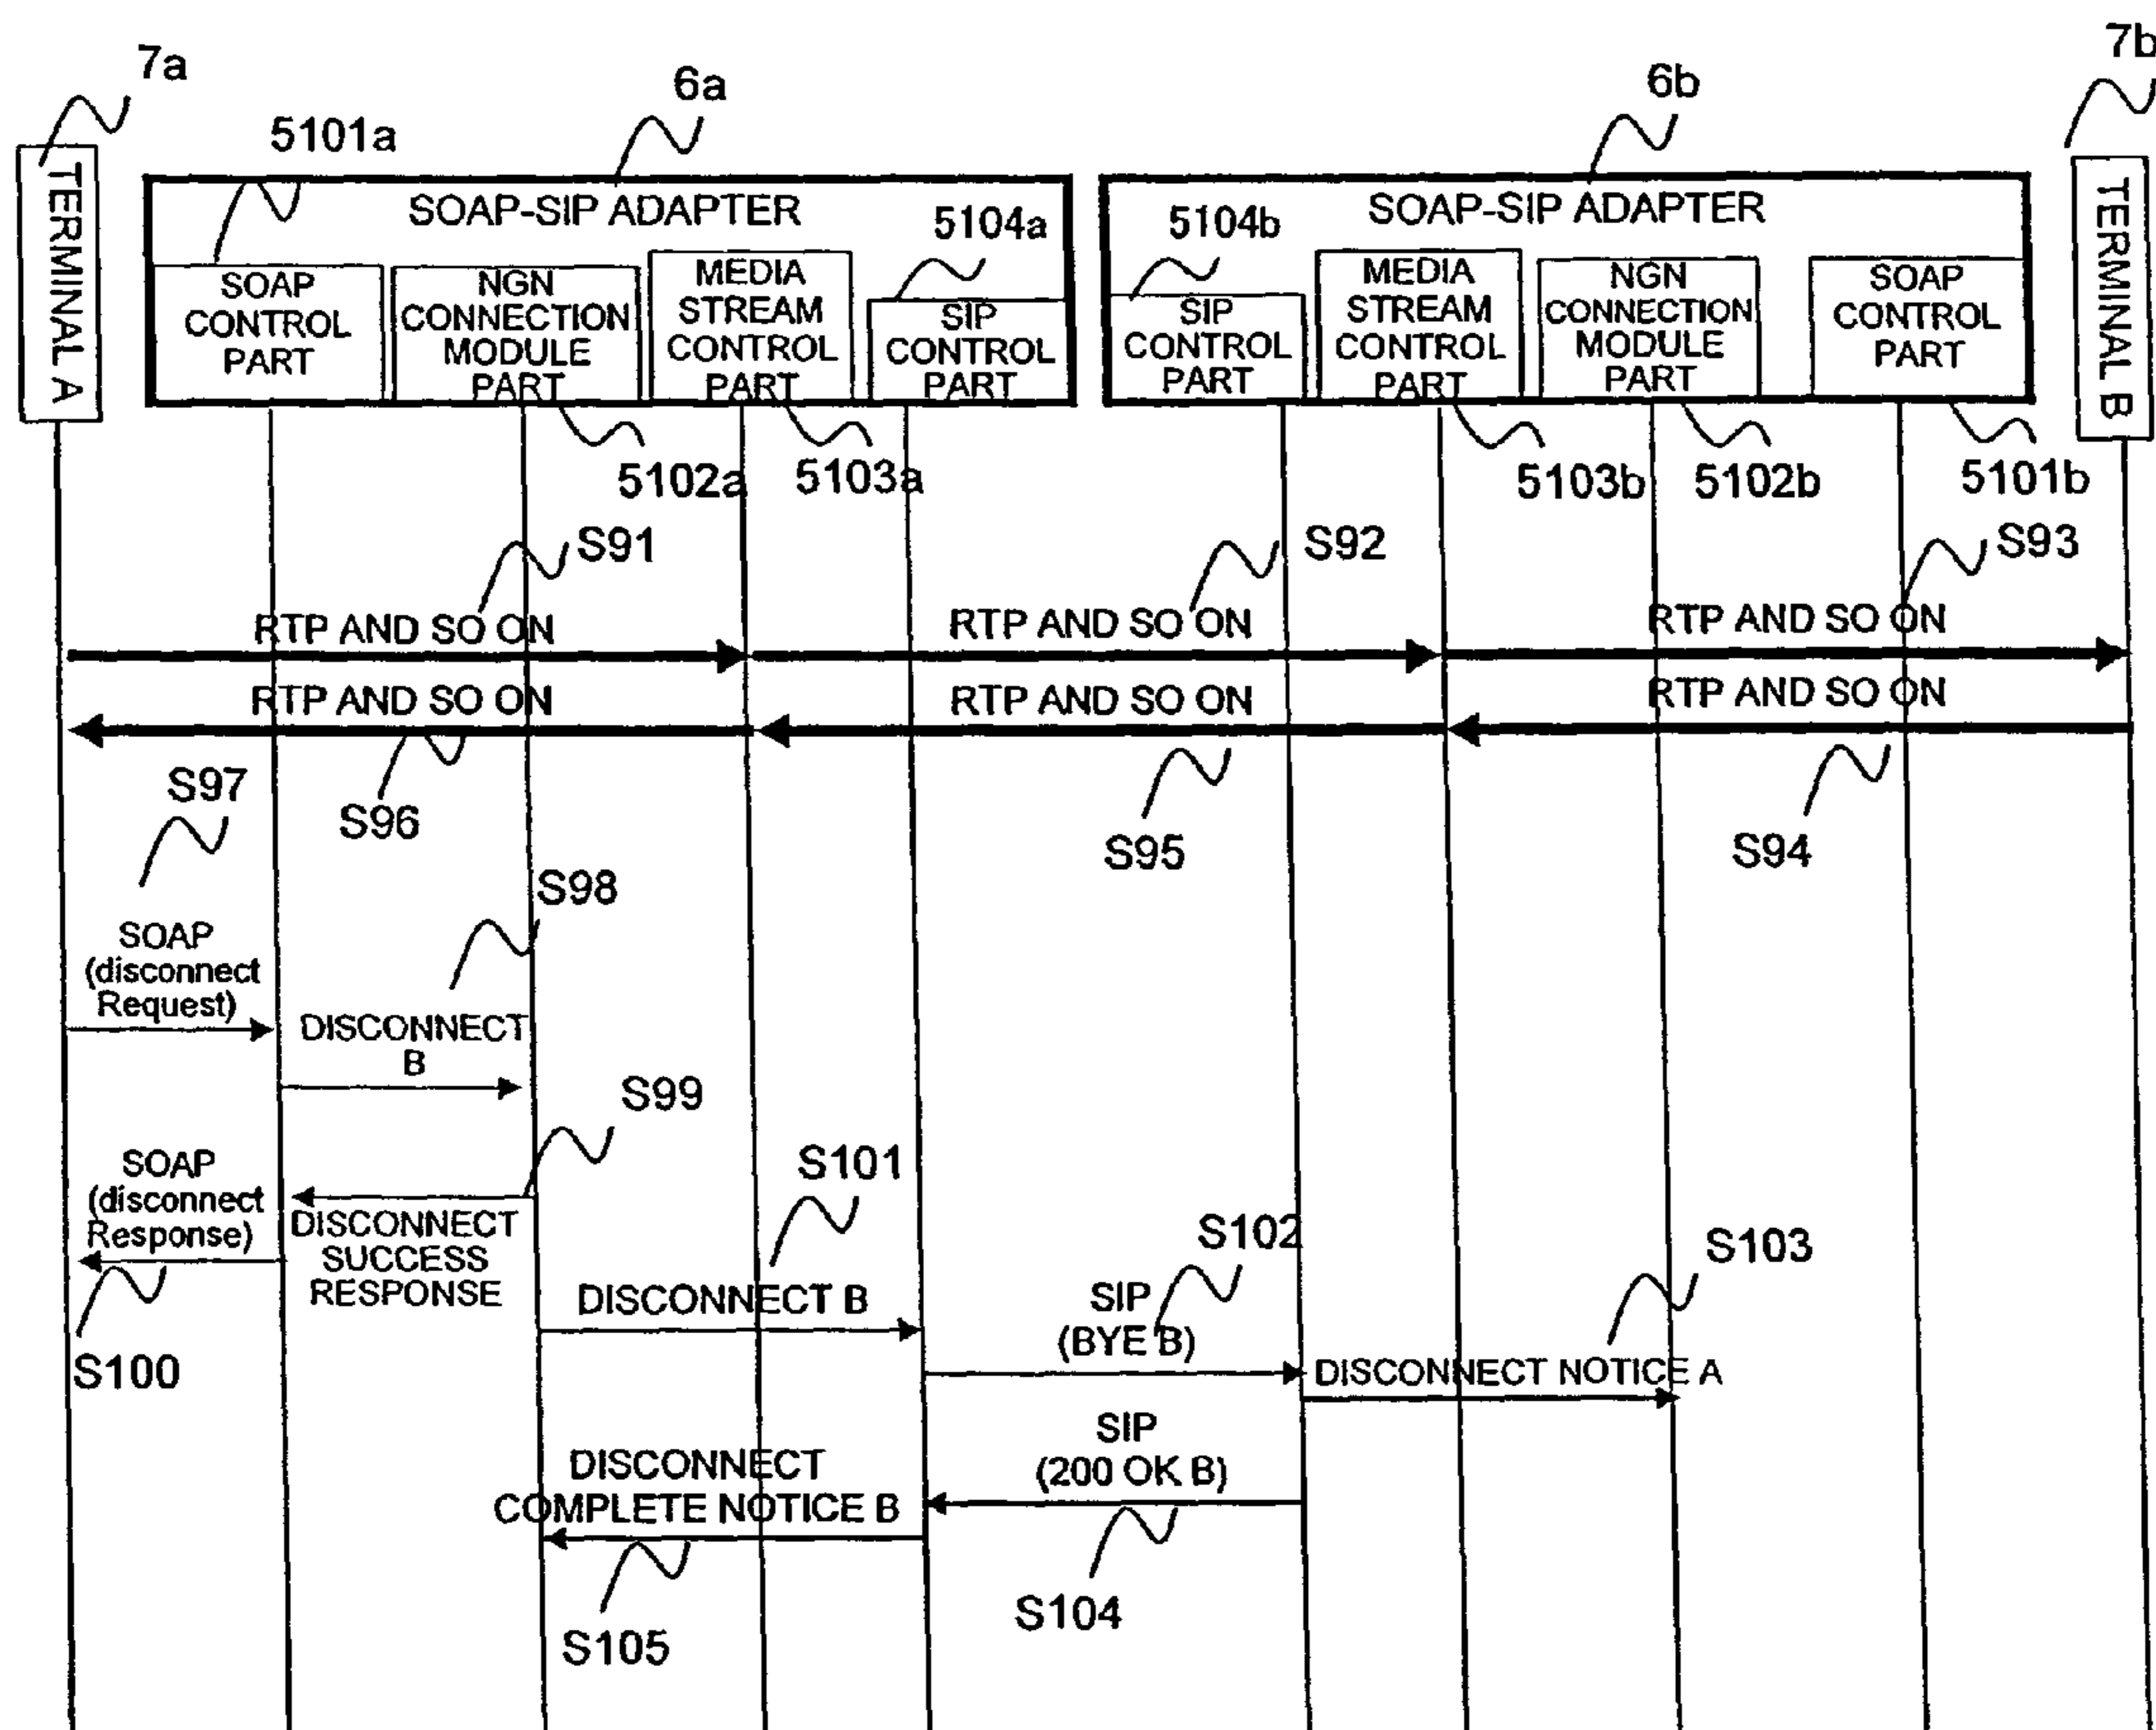 7a
6a
6b
7b
5101a
TERMINAL A
SOAP-SIP ADAPTER
5104a
SOAP
CONTROL
PART
NGN
CONNECTION
MODULE
PART
MEDIA
STREAM
CONTROL
PART
SIP
CONTROL
PART
SOAP-SIP ADAPTER
5104b
SIP
CONTROL
PART
MEDIA
STREAM
CONTROL
PART
NGN
CONNECTION
MODULE
PART
SOAP
CONTROL
PART
TERMINAL B
5102a
5103a
5103b
5102b
5101b
S91
S92
S93
RTP AND SO ON
RTP AND SO ON
RTP AND SO ON
RTP AND SO ON
RTP AND SO ON
RTP AND SO ON
S97
S96
S95
S94
S98
SOAP
(disconnect
Request)
DISCONNECT
B
S99
SOAP
(disconnect
Response)
DISCONNECT
SUCCESS
RESPONSE
S101
S102
S103
S100
DISCONNECT B
SIP
(BYE B)
DISCONNECT NOTICE A
SIP
(200 OK B)
DISCONNECT
COMPLETE NOTICE B
S104
S105